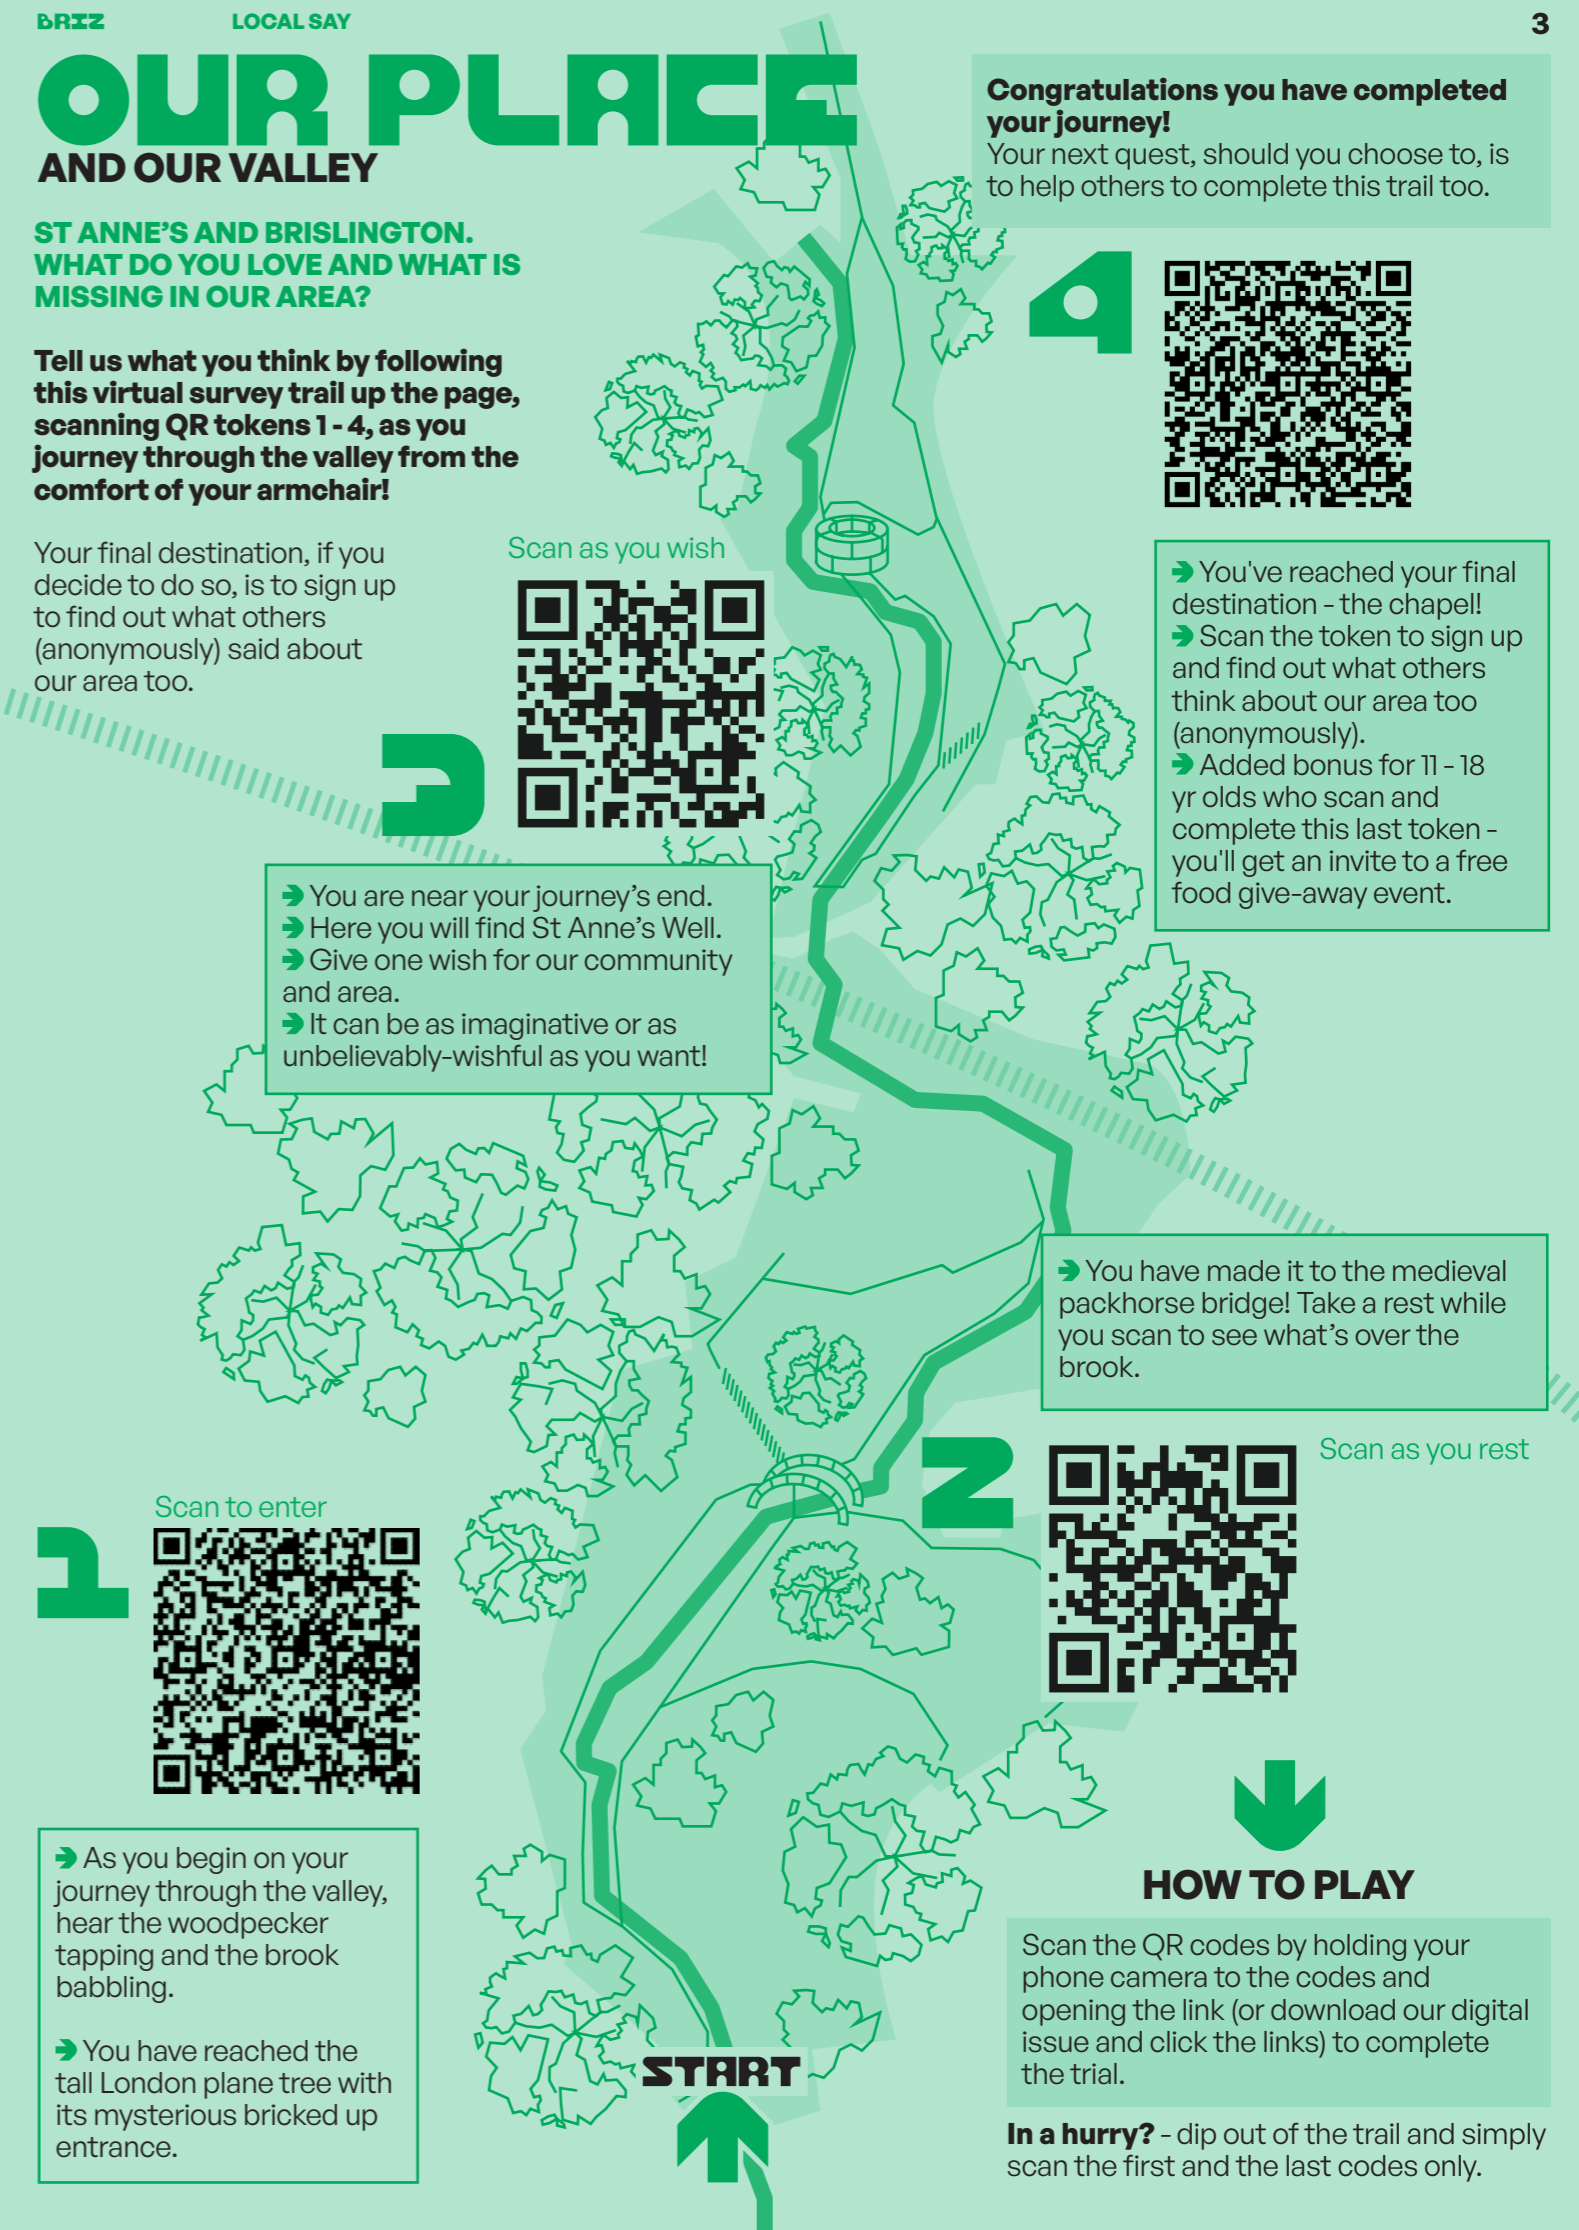 BRIZ
LOCAL SAY
3
OUR PLACE
AND OUR VALLEY
ST ANNE'S AND BRISLINGTON.
WHAT DO YOU LOVE AND WHAT IS
MISSING IN OUR AREA?
Tell us what you think by following
this virtual survey trail up the page,
scanning QR tokens 1 - 4, as you
journey through the valley from the
comfort of your armchair!
Your final destination, if you
decide to do so, is to sign up
to find out what others
(anonymously) said about
our area too.
Congratulations you have completed
your journey!
Your next quest, should you choose to, is
to help others to complete this trail too.
4
➔ You've reached your final
destination - the chapel!
➔ Scan the token to sign up
and find out what others
think about our area too
(anonymously).
➔ Added bonus for 11 - 18
yr olds who scan and
complete this last token -
you'll get an invite to a free
food give-away event.
Scan as you wish
3
➔ You are near your journey's end.
➔ Here you will find St Anne's Well.
➔ Give one wish for our community
and area.
➔ It can be as imaginative or as
unbelievably-wishful as you want!
➔ You have made it to the medieval
packhorse bridge! Take a rest while
you scan to see what's over the
brook.
2
Scan as you rest
Scan to enter
1
➔ As you begin on your
journey through the valley,
hear the woodpecker
tapping and the brook
babbling.
➔ You have reached the
tall London plane tree with
its mysterious bricked up
entrance.
START
HOW TO PLAY
Scan the QR codes by holding your
phone camera to the codes and
opening the link (or download our digital
issue and click the links) to complete
the trial.
In a hurry? - dip out of the trail and simply
scan the first and the last codes only.